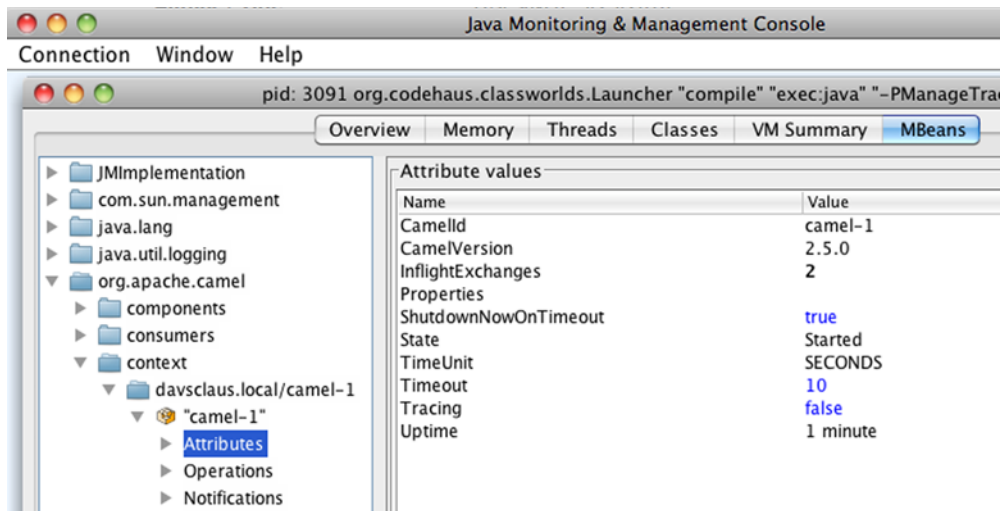 Java Monitoring & Management Console
Connection Window Help
pid: 3091 org.codehaus.classworlds.Launcher "compile" "exec:java" "-PManageTra
Overview Memory Threads Classes VM Summary MBeans
JMImplementation
com.sun.management
java.lang
java.util.logging
org.apache.camel
components
consumers
context
davsclaus.local/camel-1
"camel-1"
Attributes
Operations
Notifications
Attribute values
Name Value
CamelId camel-1
CamelVersion 2.5.0
InflightExchanges 2
Properties
ShutdownNowOnTimeout true
State Started
TimeUnit SECONDS
Timeout 10
Tracing false
Uptime 1 minute